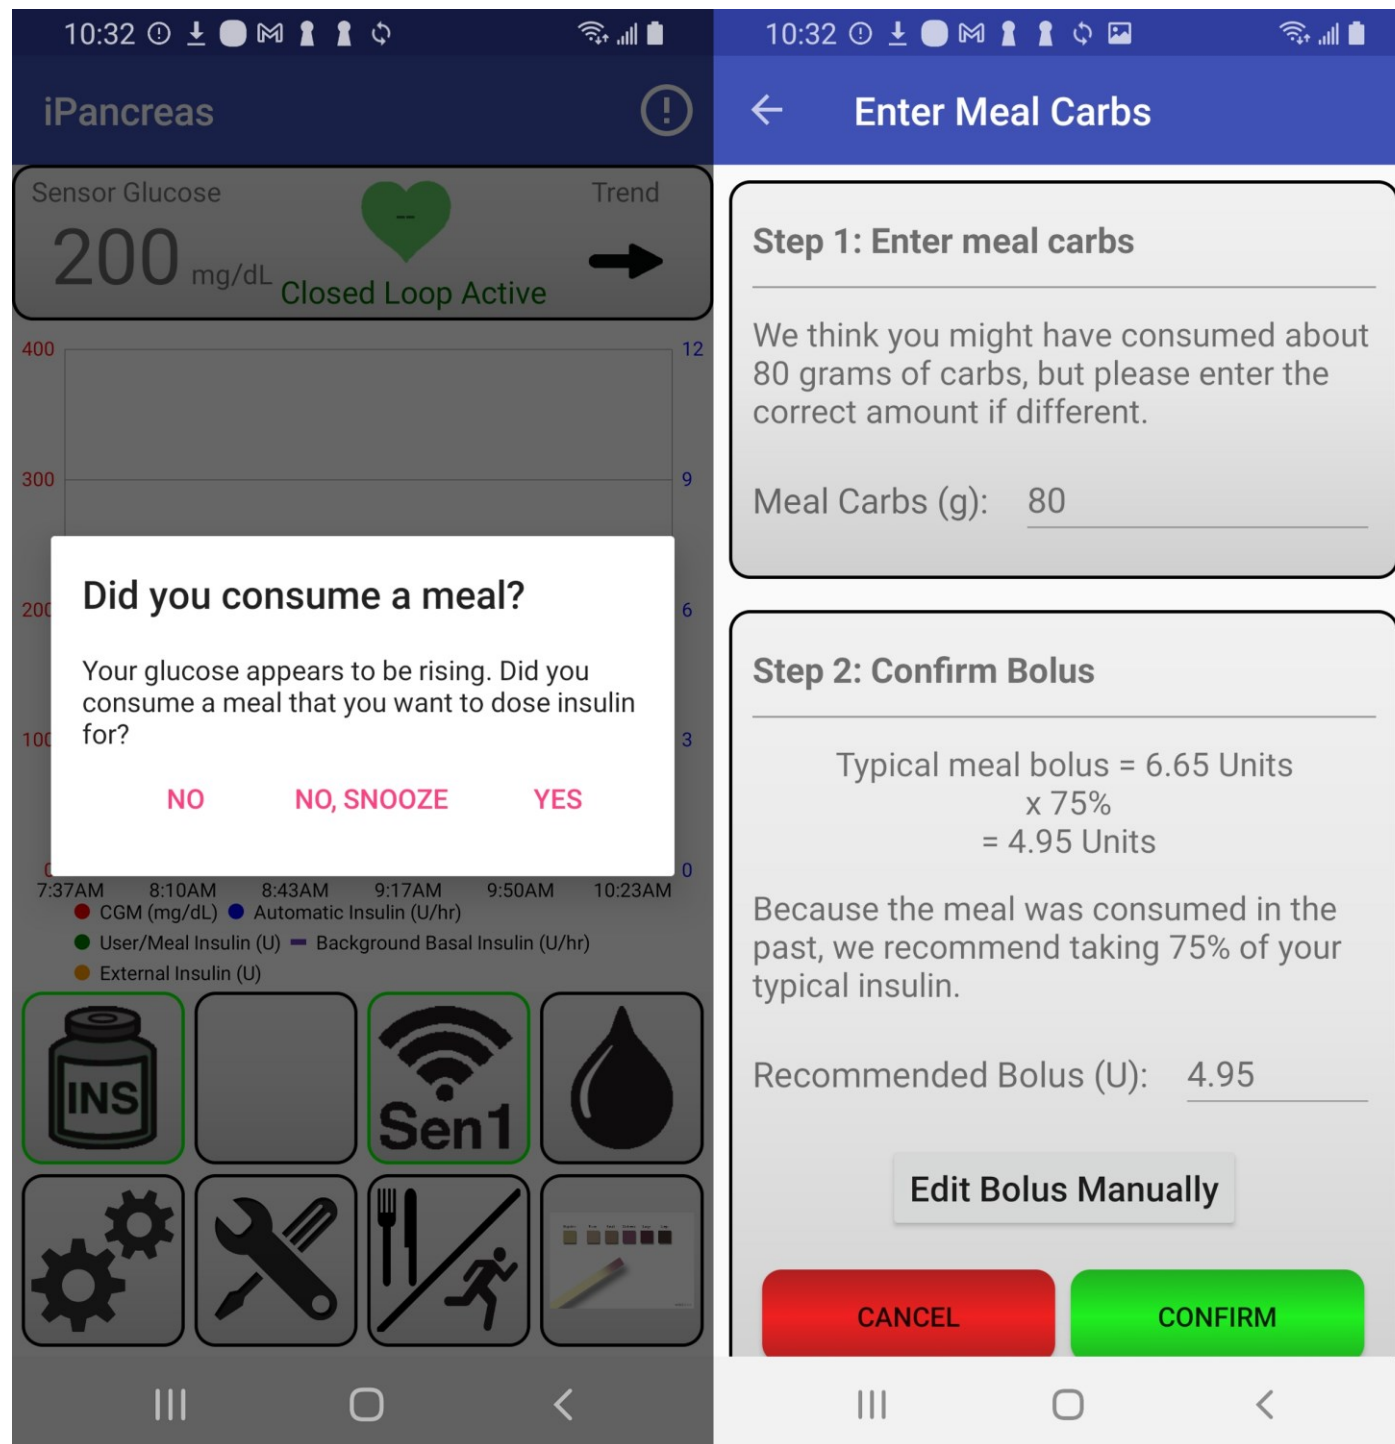 10:32
iPancreas
Sensor Glucose
Trend
--
200 mg/dL
Closed Loop Active
400
12
300
9
Did you consume a meal?
200
6
Your glucose appears to be rising. Did you
consume a meal that you want to dose insulin
for?
100
3
NO NO, SNOOZE YES
0
0
7:37AM 8:10AM 8:43AM 9:17AM 9:50AM 10:23AM
CGM (mg/dL) Automatic Insulin (U/hr)
User/Meal Insulin (U) Background Basal Insulin (U/hr)
External Insulin (U)
INS
Sen1
10:32
Enter Meal Carbs
Step 1: Enter meal carbs
We think you might have consumed about
80 grams of carbs, but please enter the
correct amount if different.
Meal Carbs (g): 80
Step 2: Confirm Bolus
Typical meal bolus = 6.65 Units
x 75%
= 4.95 Units
Because the meal was consumed in the
past, we recommend taking 75% of your
typical insulin.
Recommended Bolus (U): 4.95
Edit Bolus Manually
CANCEL CONFIRM